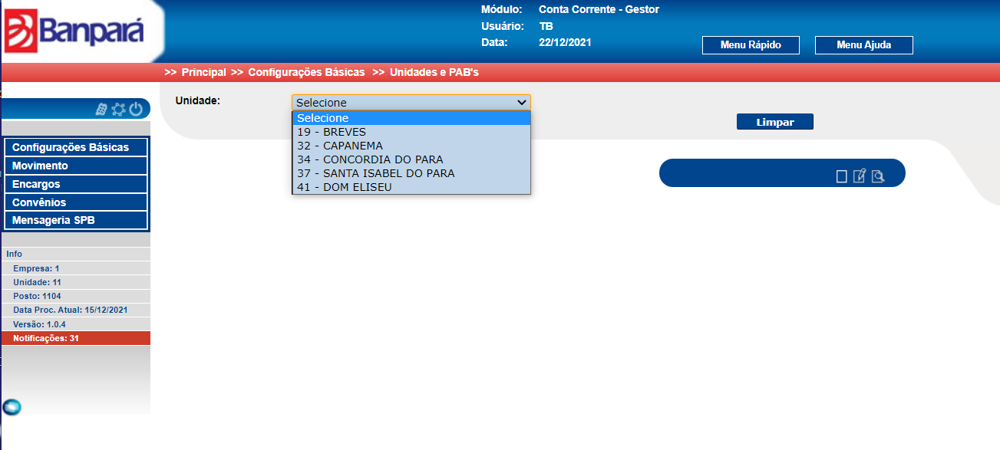 Banpará
Módulo: Conta Corrente - Gestor
Usuário: TB
Data: 22/12/2021
Menu Rápido Menu Ajuda
>> Principal >> Configurações Básicas >> Unidades e PAB's
Unidade: Selecione
Selecione
19 - BREVES
32 - CAPANEMA
34 - CONCORDIA DO PARA
37 - SANTA ISABEL DO PARA
41 - DOM ELISEU
Limpar
Configurações Básicas
Movimento
Encargos
Convênios
Mensageria SPB
Info
Empresa: 1
Unidade: 11
Posto: 1104
Data Proc. Atual: 15/12/2021
Versão: 1.0.4
Notificações: 31